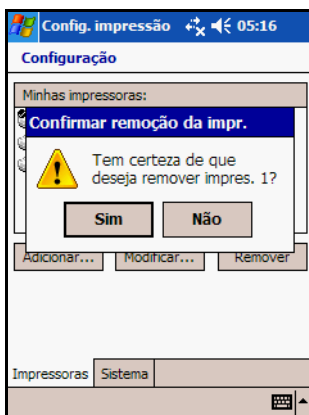 Config. impressão 05:16
Configuração
Minhas impressoras:
Confirmar remoção da impr.
Tem certeza de que
deseja remover impres. 1?
Sim Não
Adicionar... Modificar... Remover
Impressoras Sistema